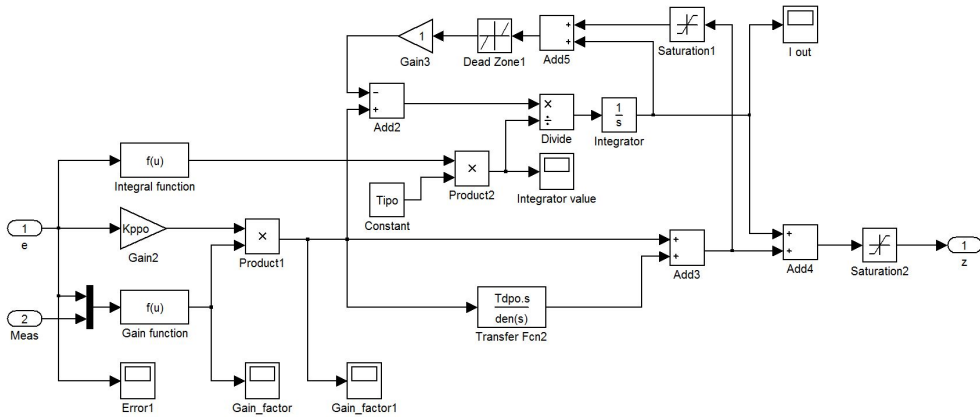 1
Gain3
Dead Zone1
+
+
Add5
Saturation1
I out
−
+
Add2
×
÷
Divide
1
s
Integrator
f(u)
Integral function
×
Product2
Integrator value
Tipo
Constant
1
e
Kppo
Gain2
×
Product1
+
+
Add3
+
+
Add4
Saturation2
1
z
2
Meas
f(u)
Gain function
Tdpo.s
den(s)
Transfer Fcn2
Error1
Gain_factor
Gain_factor1